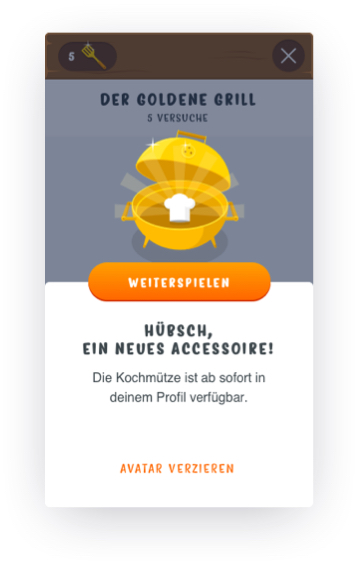 5
DER GOLDENE GRILL
5 VERSUCHE
WEITERSPIELEN
HÜBSCH,
EIN NEUES ACCESSOIRE!
Die Kochmütze ist ab sofort in
deinem Profil verfügbar.
AVATAR VERZIEREN